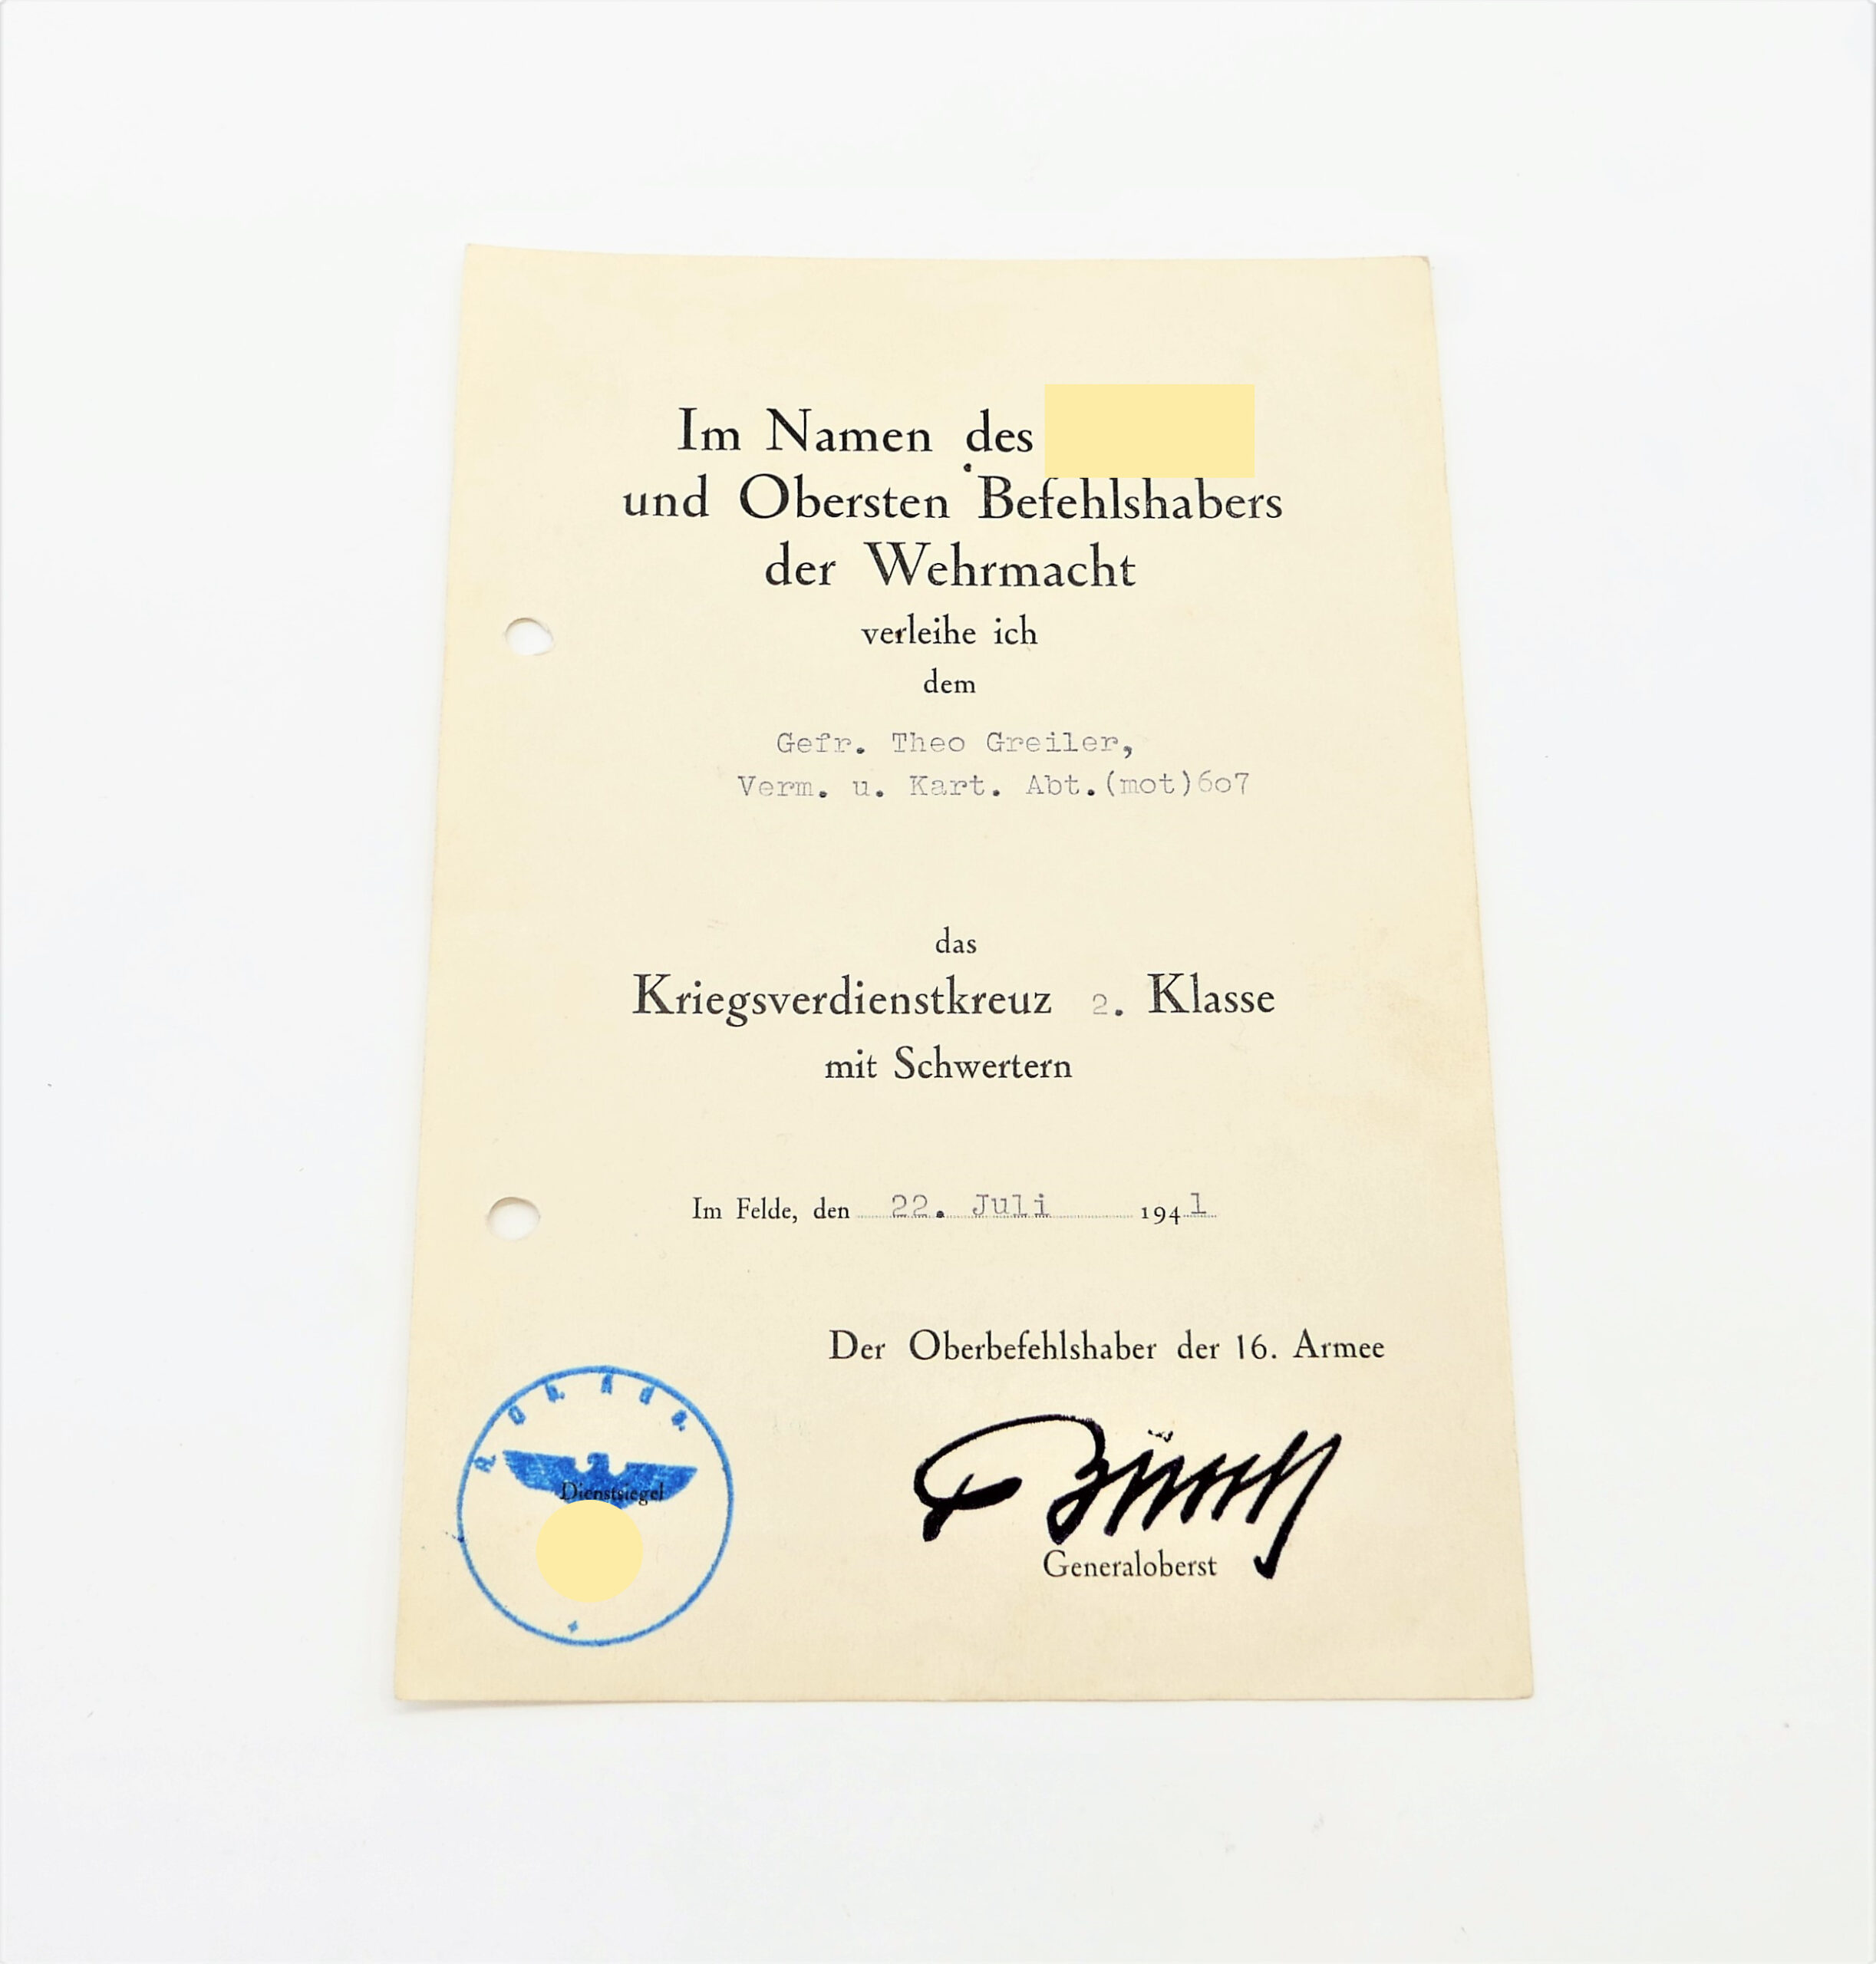 Im Namen des
und Obersten Befehlshabers
der Wehrmacht
verleihe ich
dem
Gefr. Theo Greiler,
Verm. u. Kart. Abt.(mot)607
das
Kriegsverdienstkreuz 2. Klasse
mit Schwertern
Im Felde, den 22. Juli 1941
Der Oberbefehlshaber der 16. Armee
Dienstsiegel
Generaloberst